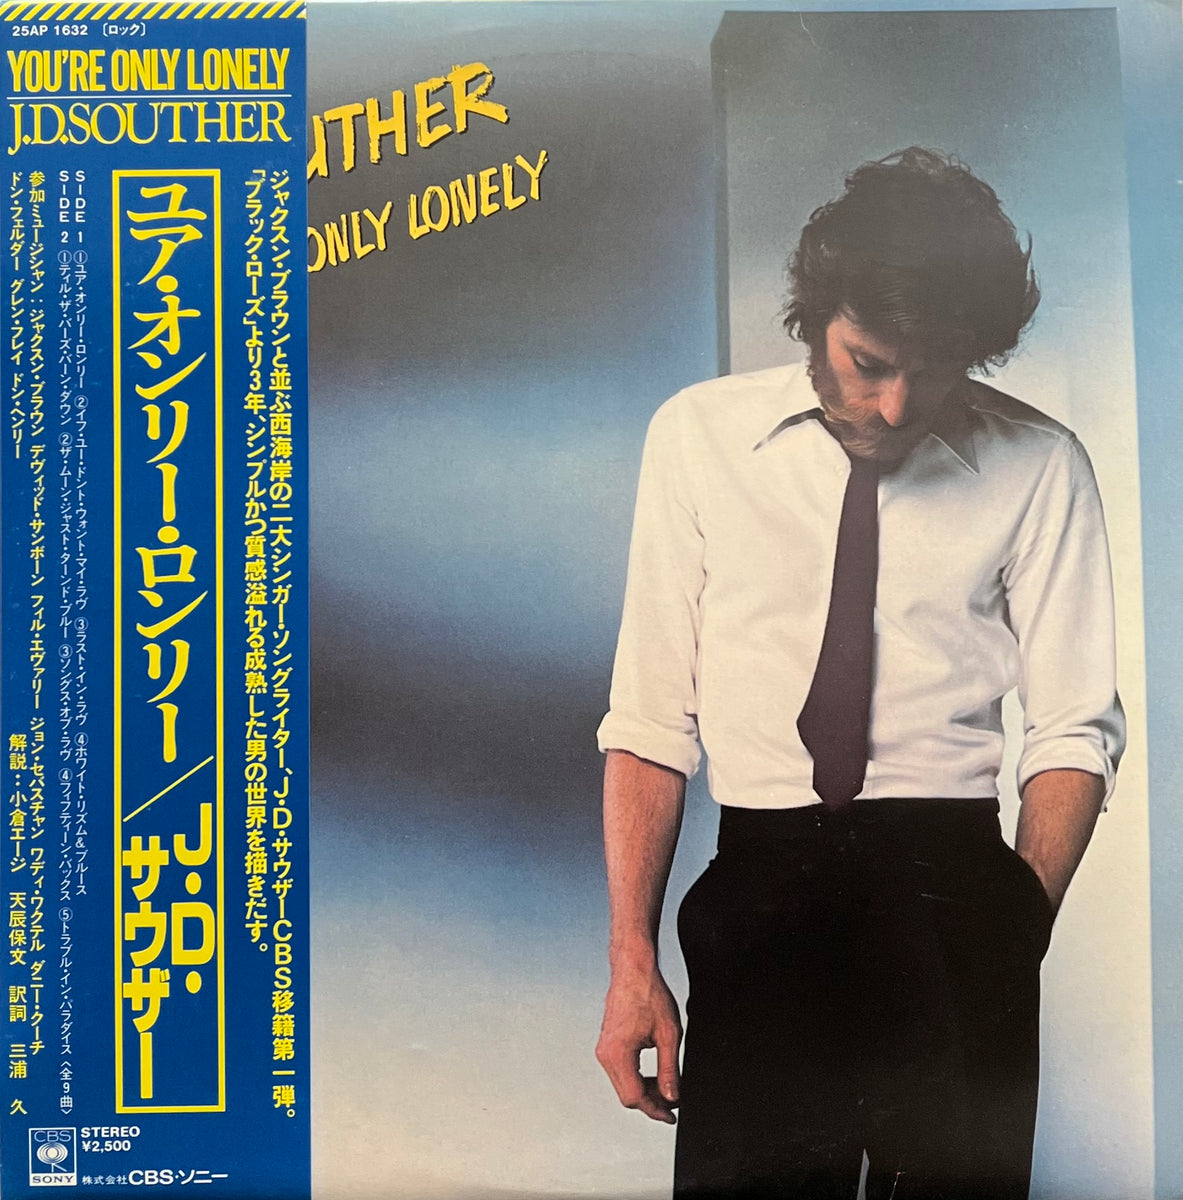 25AP 1632 〔ロック〕
YOU'RE ONLY LONELY
J.D.SOUTHER
ジャクスン・ブラウンと並ぶ西海岸の二大シンガー・ソングライター、J・D・サウザーCBS移籍第一弾。
「ブラック・ローズ」より3年、シンプルかつ質感溢れる成熟した男の世界を描きだす。
ユア・オンリー・ロンリー／J・D・サウザー
SIDE 1 ①ユア・オンリー・ロンリー ②イフ・ユー・ドント・ウォント・マイ・ラヴ ③ラスト・イン・ラヴ ④ホワイト・リズム&ブルース
SIDE 2 ①ティル・ザ・バーズ・バーン・ダウン ②ザ・ムーン・ジャスト・ターンド・ブルー ③ソングス・オブ・ラヴ ④フィフティーン・バックス ⑤トラブル・イン・パラダイス〈全9曲〉
参加ミュージシャン：ジャクスン・ブラウン デヴィッド・サンボーン フィル・エヴァリー ジョン・セバスチャン ワディ・ワクテル ダニー・クーチ
ドン・フェルダー グレン・フレイ ドン・ヘンリー
解説：小倉エージ 天辰保文 訳詞 三浦 久
CBS
SONY
STEREO
¥2,500
株式会社CBS・ソニー
UTHER
ONLY LONELY